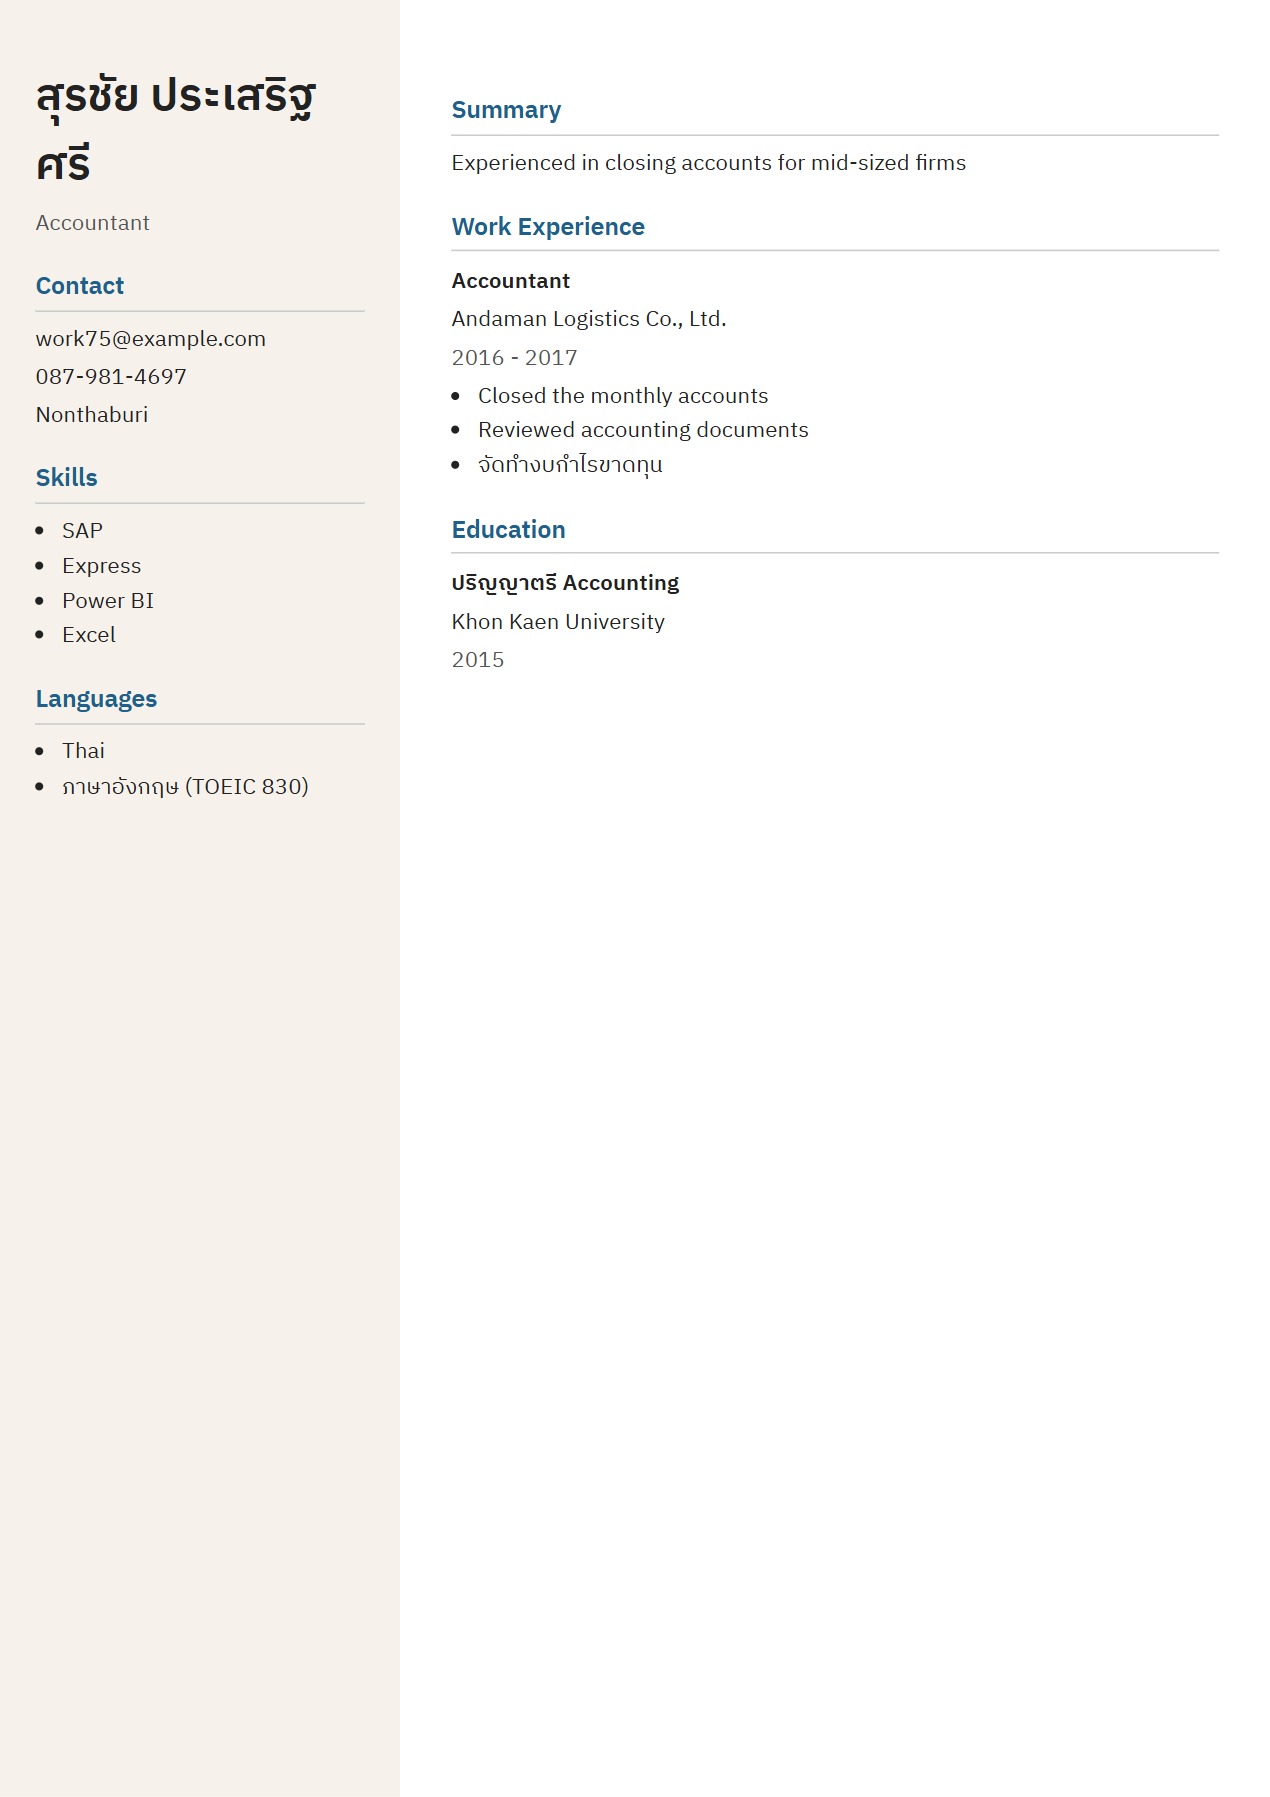 สุรชัย ประเสริฐ
ศรี
Accountant
Contact
work75@example.com
087-981-4697
Nonthaburi
Skills
• SAP
• Express
• Power BI
• Excel
Languages
• Thai
• ภาษาอังกฤษ (TOEIC 830)
Summary
Experienced in closing accounts for mid-sized firms
Work Experience
Accountant
Andaman Logistics Co., Ltd.
2016 - 2017
• Closed the monthly accounts
• Reviewed accounting documents
• จัดทำงบกำไรขาดทุน
Education
ปริญญาตรี Accounting
Khon Kaen University
2015